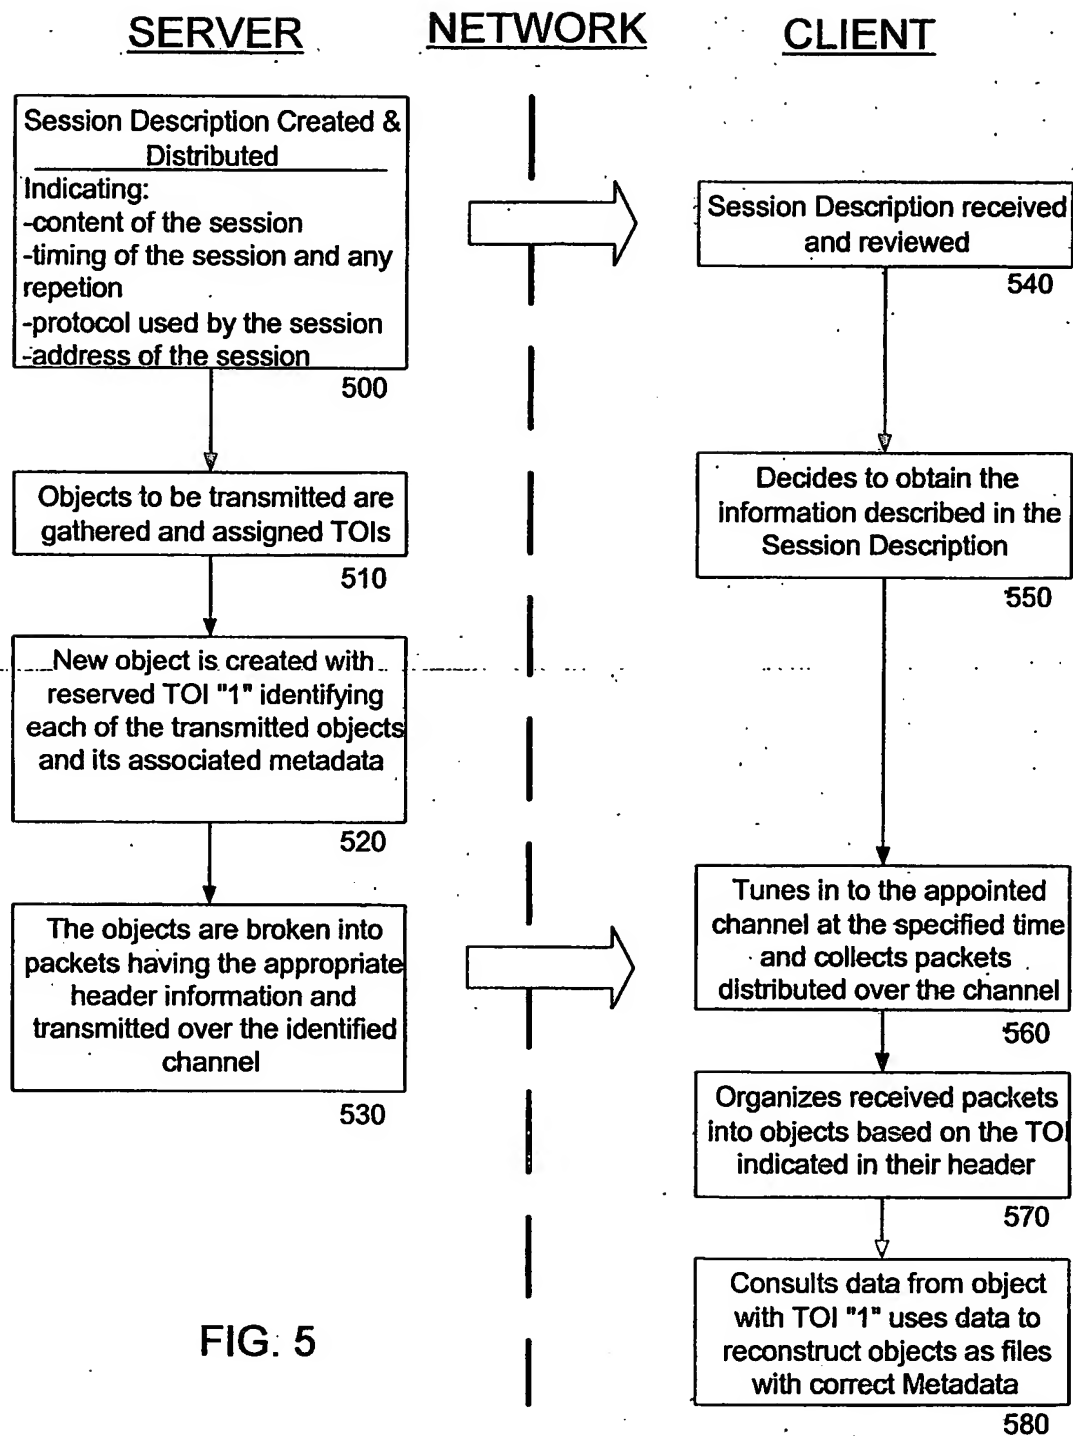 SERVER
NETWORK
CLIENT
Session Description Created &
Distributed
Indicating:
-content of the session
-timing of the session and any
repetion
-protocol used by the session
-address of the session
500
Objects to be transmitted are
gathered and assigned TOIs
510
New object is created with
reserved TOI "1" identifying
each of the transmitted objects
and its associated metadata
520
The objects are broken into
packets having the appropriate
header information and
transmitted over the identified
channel
530
Session Description received
and reviewed
540
Decides to obtain the
information described in the
Session Description
550
Tunes in to the appointed
channel at the specified time
and collects packets
distributed over the channel
560
Organizes received packets
into objects based on the TOI
indicated in their header
570
Consults data from object
with TOI "1" uses data to
reconstruct objects as files
with correct Metadata
580
FIG. 5